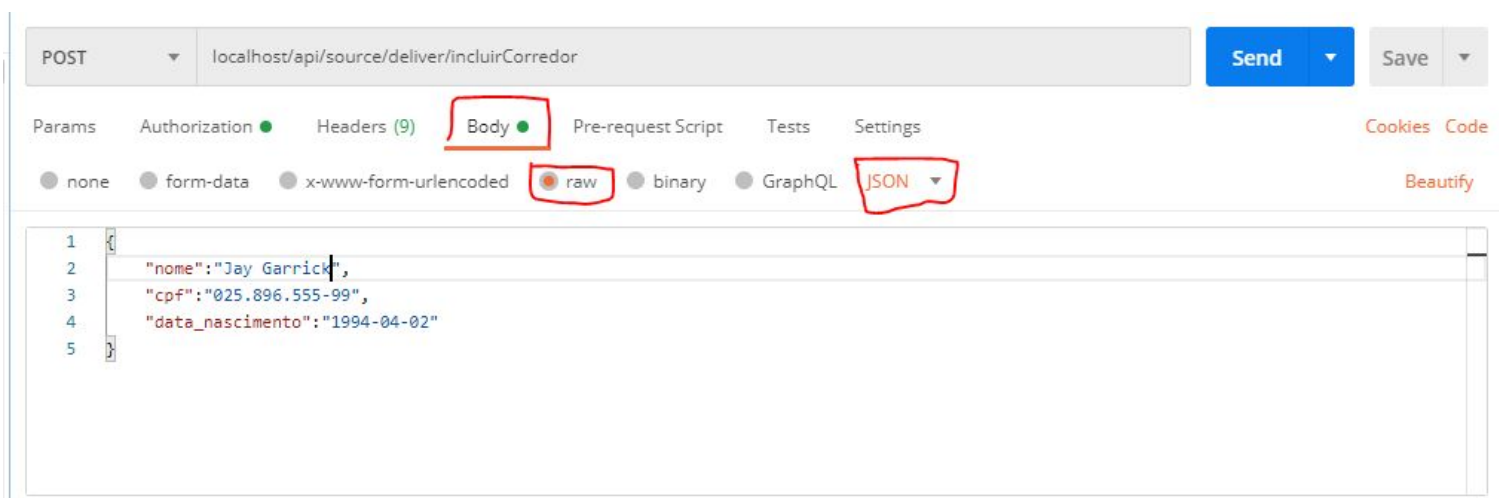 POST localhost/api/source/deliver/incluirCorredor Send Save
Params Authorization Headers (9) Body Pre-request Script Tests Settings Cookies Code
none form-data x-www-form-urlencoded raw binary GraphQL JSON Beautify
1 {
2 "nome":"Jay Garrick",
3 "cpf":"025.896.555-99",
4 "data_nascimento":"1994-04-02"
5 }